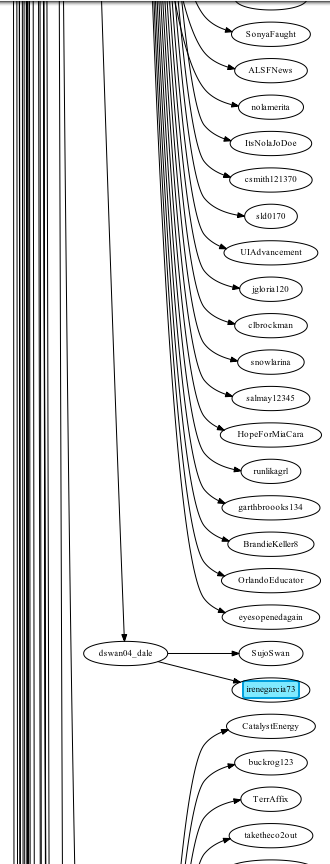 SonyaFaught
ALSFNews
nolamerita
ItsNolaJoDoe
csmith121370
sld0170
UIAdvancement
jgloria120
clbrockman
snowlarina
salmay12345
HopeForMiaCara
runlikagrl
garthbroooks134
BrandieKeller8
OrlandoEducator
eyesopenedagain
dswan04_dale
SujoSwan
irenegarcia73
CatalystEnergy
buckrog123
TerrAffix
taketheco2out